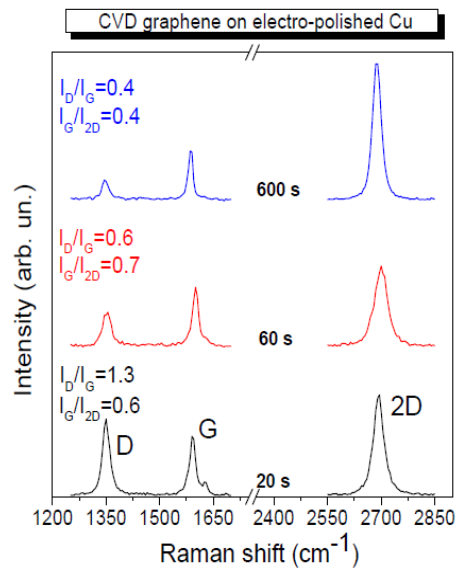 CVD graphene on electro-polished Cu
I_D/I_G=0.4
I_G/I_2D=0.4
600 s
I_D/I_G=0.6
I_G/I_2D=0.7
60 s
I_D/I_G=1.3
I_G/I_2D=0.6
D
G
2D
20 s
1200 1350 1500 1650 2400 2550 2700 2850
Raman shift (cm⁻¹)
Intensity (arb. un.)